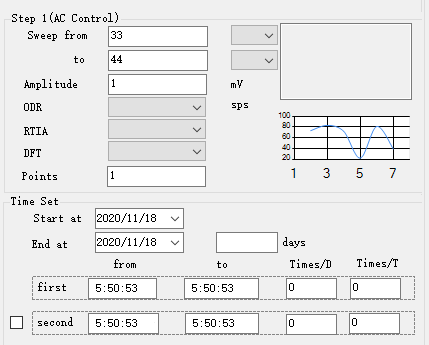 Step 1(AC Control)
Sweep from 33
to 44
Amplitude 1 mV
ODR sps
RTIA
DFT
Points 1
100
80
60
40
20
1 3 5 7
Time Set
Start at 2020/11/18
End at 2020/11/18 days
from to Times/D Times/T
first 5:50:53 5:50:53 0 0
second 5:50:53 5:50:53 0 0